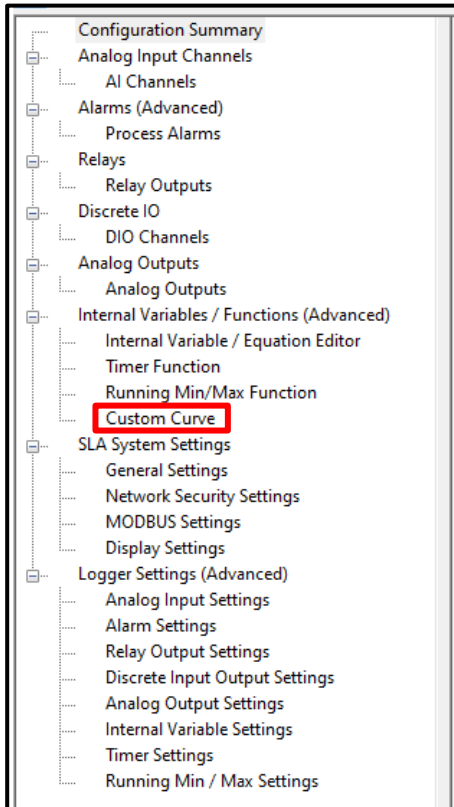 Configuration Summary
Analog Input Channels
AI Channels
Alarms (Advanced)
Process Alarms
Relays
Relay Outputs
Discrete IO
DIO Channels
Analog Outputs
Analog Outputs
Internal Variables / Functions (Advanced)
Internal Variable / Equation Editor
Timer Function
Running Min/Max Function
Custom Curve
SLA System Settings
General Settings
Network Security Settings
MODBUS Settings
Display Settings
Logger Settings (Advanced)
Analog Input Settings
Alarm Settings
Relay Output Settings
Discrete Input Output Settings
Analog Output Settings
Internal Variable Settings
Timer Settings
Running Min / Max Settings